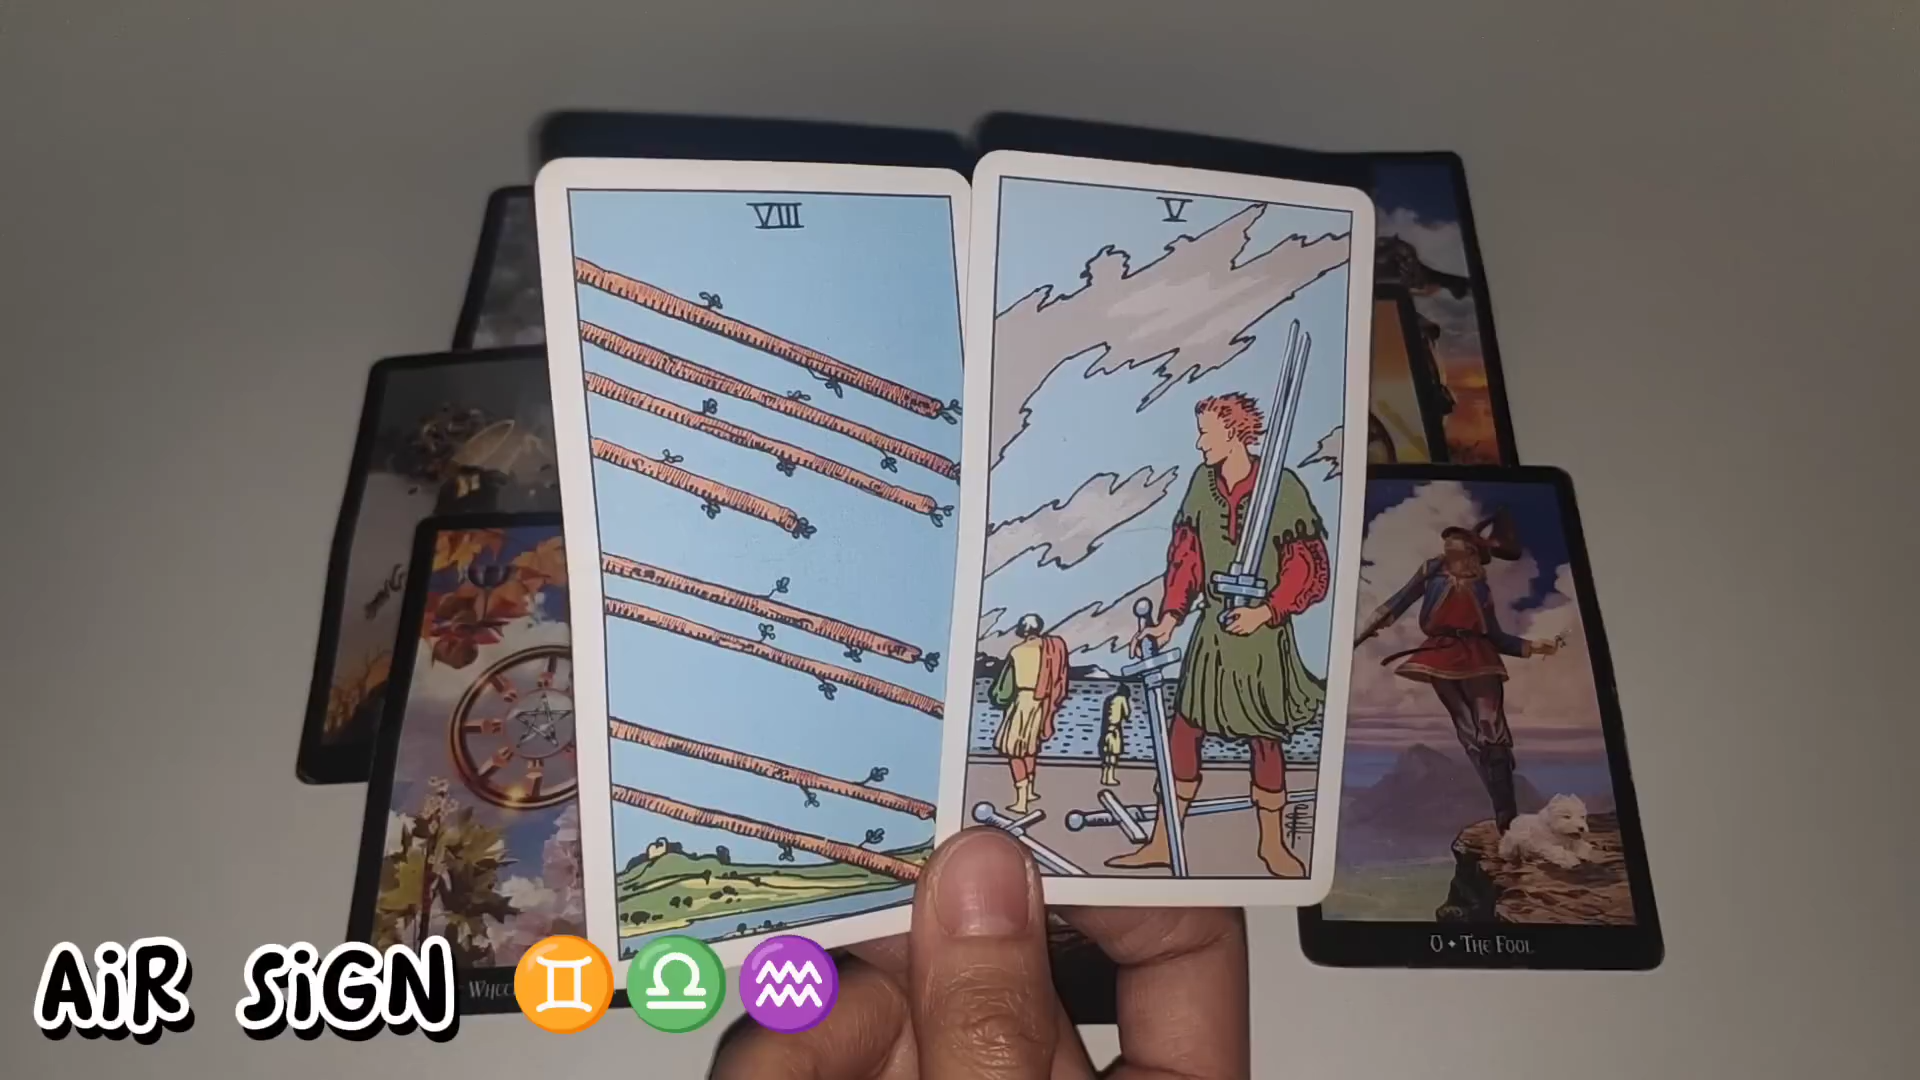 VIII
V
0 • THE FOOL
AiR SiGN ♊♎♒